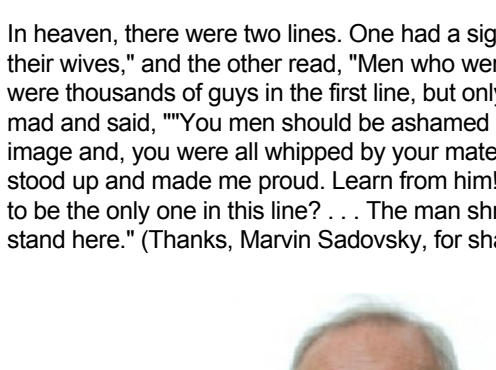 In heaven, there were two lines. One had a sig
their wives," and the other read, "Men who wer
were thousands of guys in the first line, but only
mad and said, ""You men should be ashamed
image and, you were all whipped by your mate
stood up and made me proud. Learn from him!
to be the only one in this line? . . . The man shr
stand here." (Thanks, Marvin Sadovsky, for sha